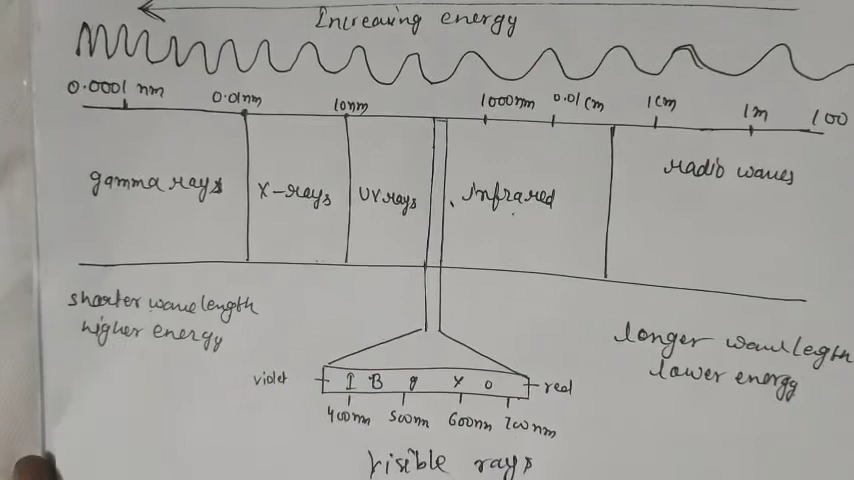 Increasing energy
0.0001 nm 0.01nm 10nm 1000nm 0.01 cm 1cm 1m 100
gamma rays X-rays UV rays infrared radio waves
shorter wavelength
higher energy
longer wavelegth
lower energy
violet I B g Y O red
400nm 500nm 600nm 700nm
visible rays